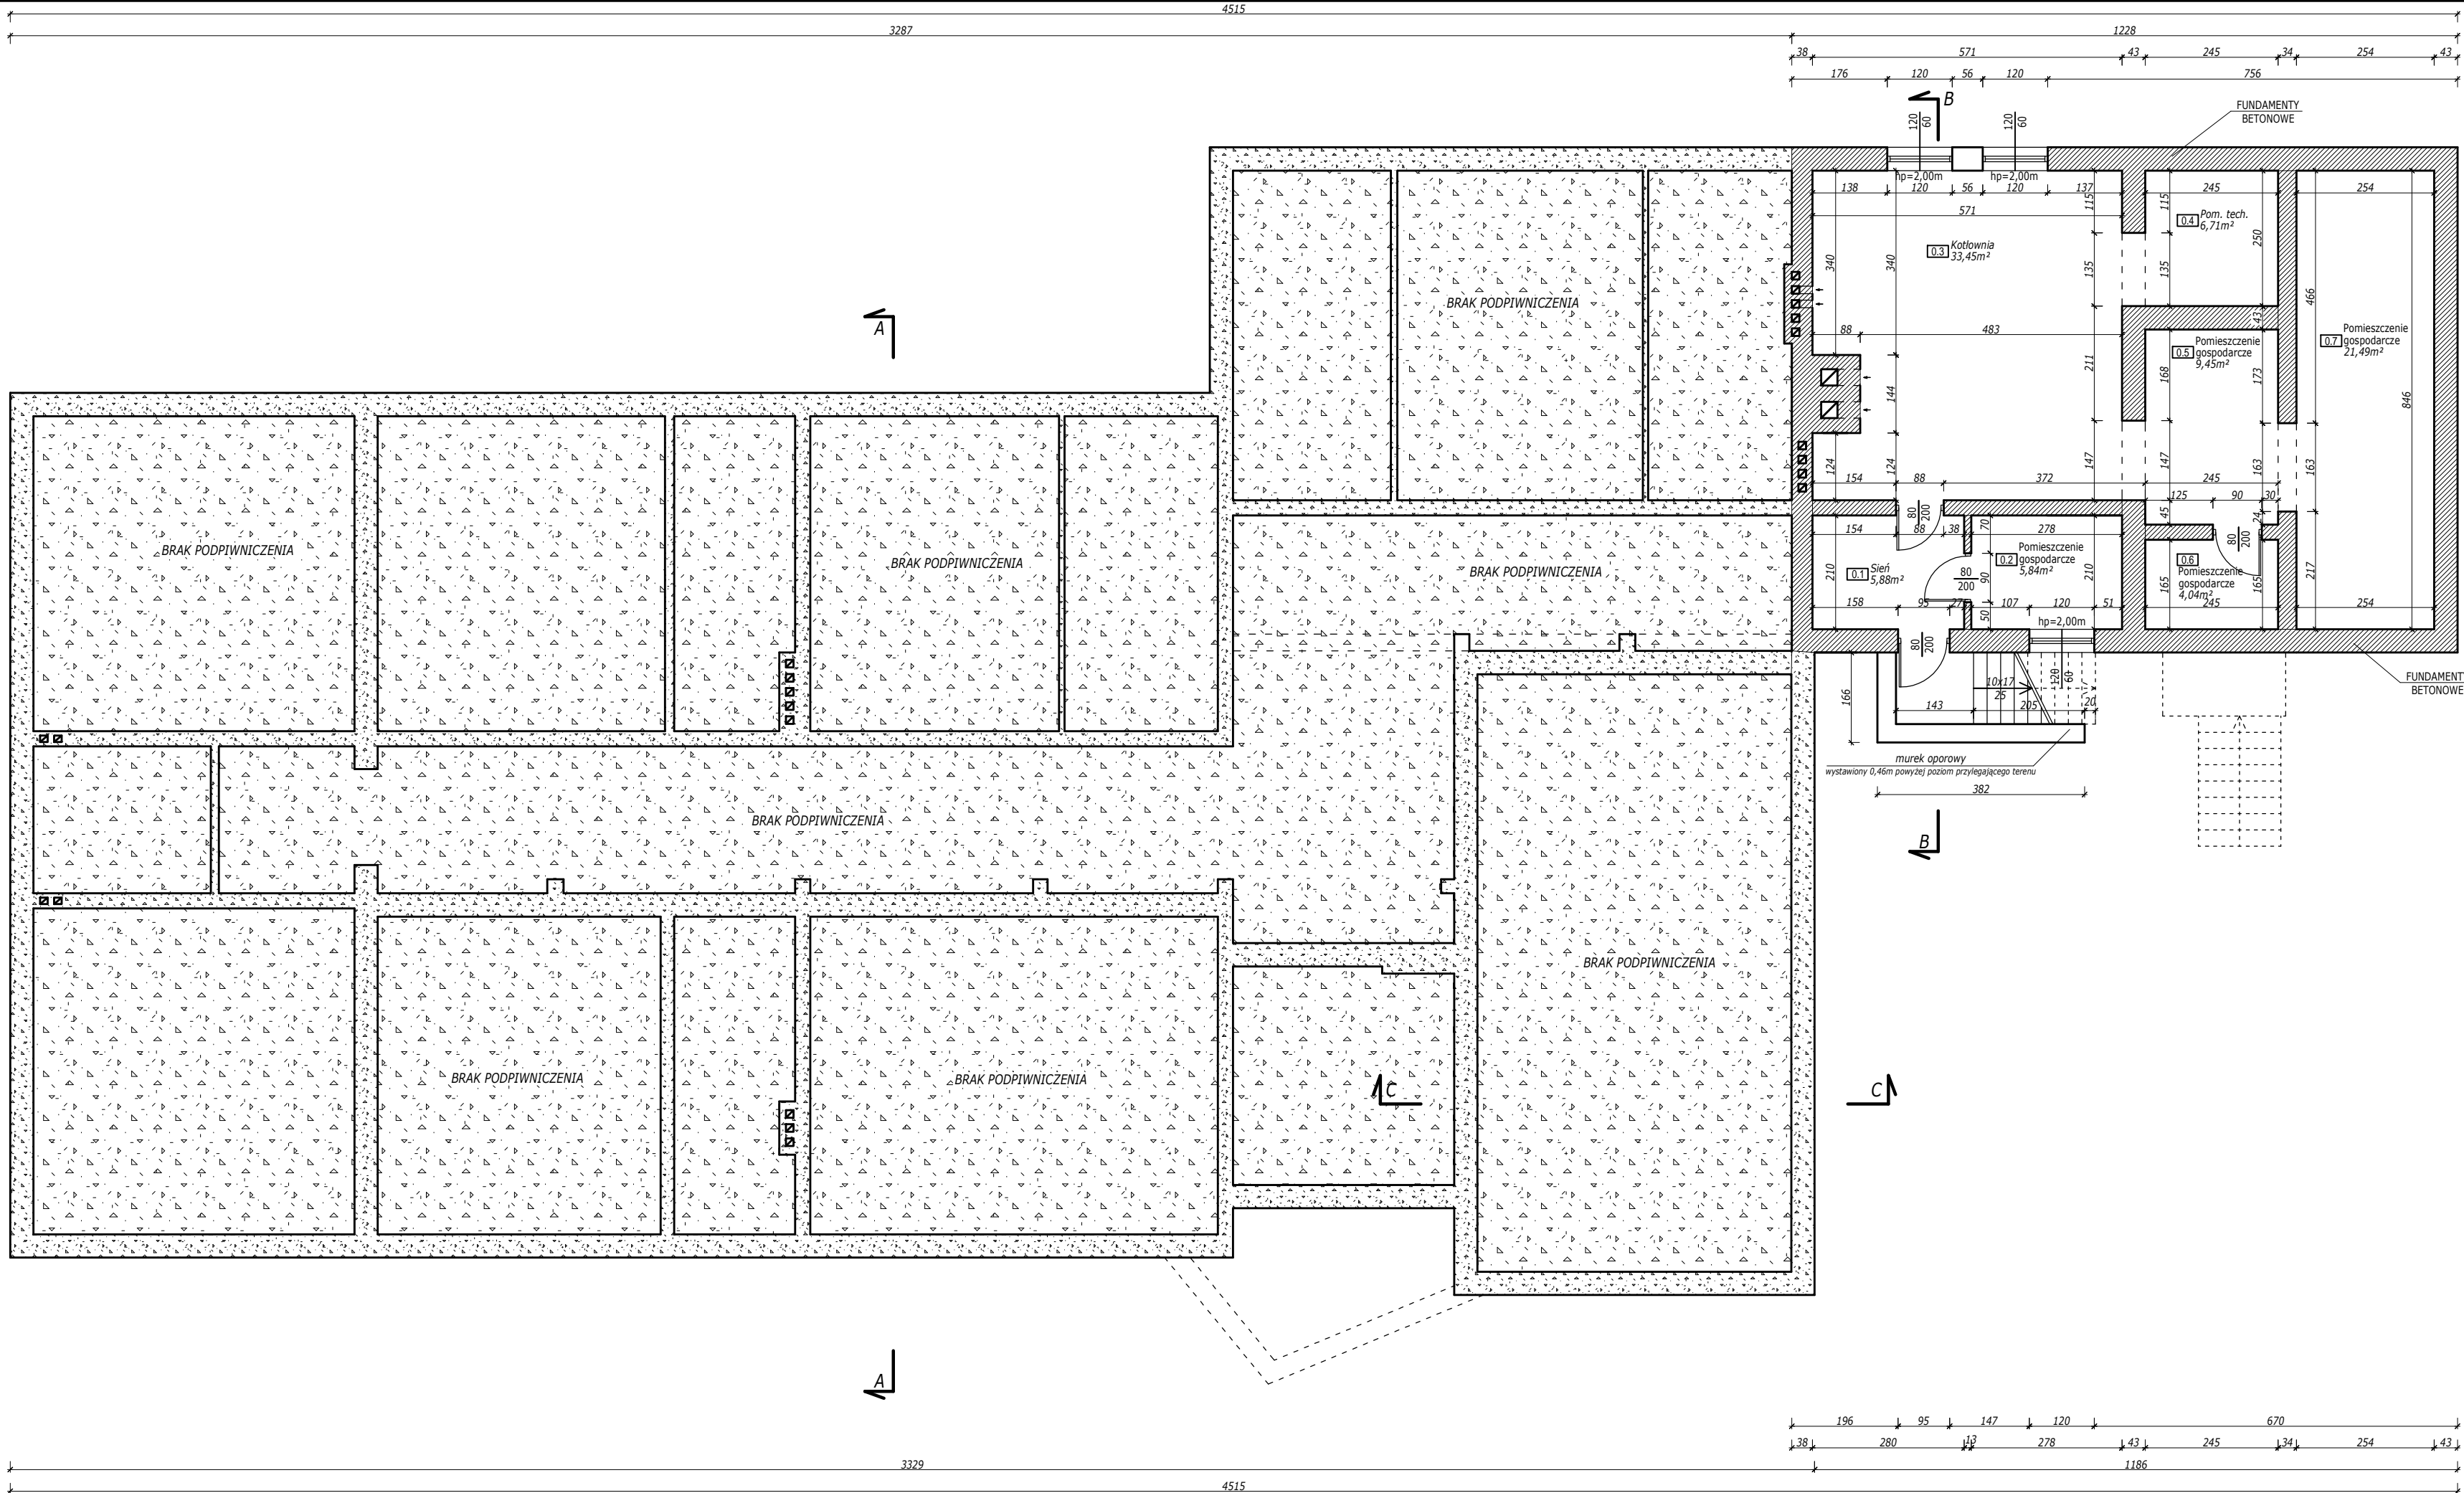 4515
3287
1228
38
571
43
245
34
254
43
176
120
56
120
756
B
FUNDAMENTY
BETONOWE
120
60
120
60
hp=2,00m
hp=2,00m
138
120
56
120
137
245
254
571
115
115
0.4
Pom. tech.
6,71m²
250
0.3
Kotłownia
33,45m²
340
340
135
135
466
BRAK PODPIWNICZENIA
A
88
483
43
211
168
173
0.5
Pomieszczenie
gospodarcze
9,45m²
0.7
Pomieszczenie
gospodarcze
21,49m²
846
144
124
124
147
147
163
163
154
88
372
245
125
90
30
80
200
45
24
BRAK PODPIWNICZENIA
BRAK PODPIWNICZENIA
BRAK PODPIWNICZENIA
154
88
38
70
278
80
200
0.1
Sień
5,88m²
0.2
Pomieszczenie
gospodarcze
5,84m²
80
200
90
210
210
0.6
Pomieszczenie
gospodarcze
4,04m²
165
165
217
158
95
27
50
107
120
51
245
254
hp=2,00m
80
200
120
60
10x17
25
166
143
205
20
FUNDAMENTY
BETONOWE
murek oporowy
wystawiony 0,46m powyżej poziom przylegającego terenu
382
BRAK PODPIWNICZENIA
B
BRAK PODPIWNICZENIA
BRAK PODPIWNICZENIA
BRAK PODPIWNICZENIA
C
C
A
196
95
147
120
670
38
280
13
278
43
245
34
254
43
3329
1186
4515